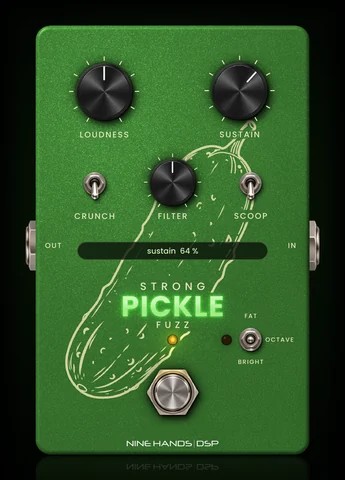 LOUDNESS
SUSTAIN
CRUNCH
FILTER
SCOOP
OUT
sustain 64 %
IN
STRONG
PICKLE
FUZZ
FAT
OCTAVE
BRIGHT
NINE HANDS|DSP